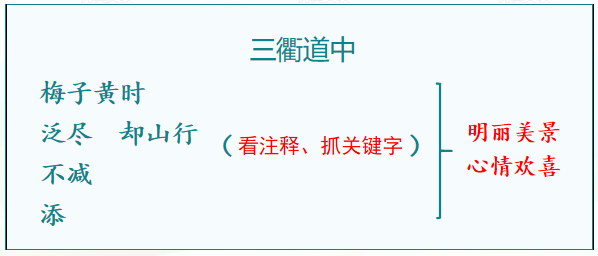 三衢道中
梅子黄时
泛尽 却山行
不减
添
（看注释、抓关键字）
明丽美景
心情欢喜